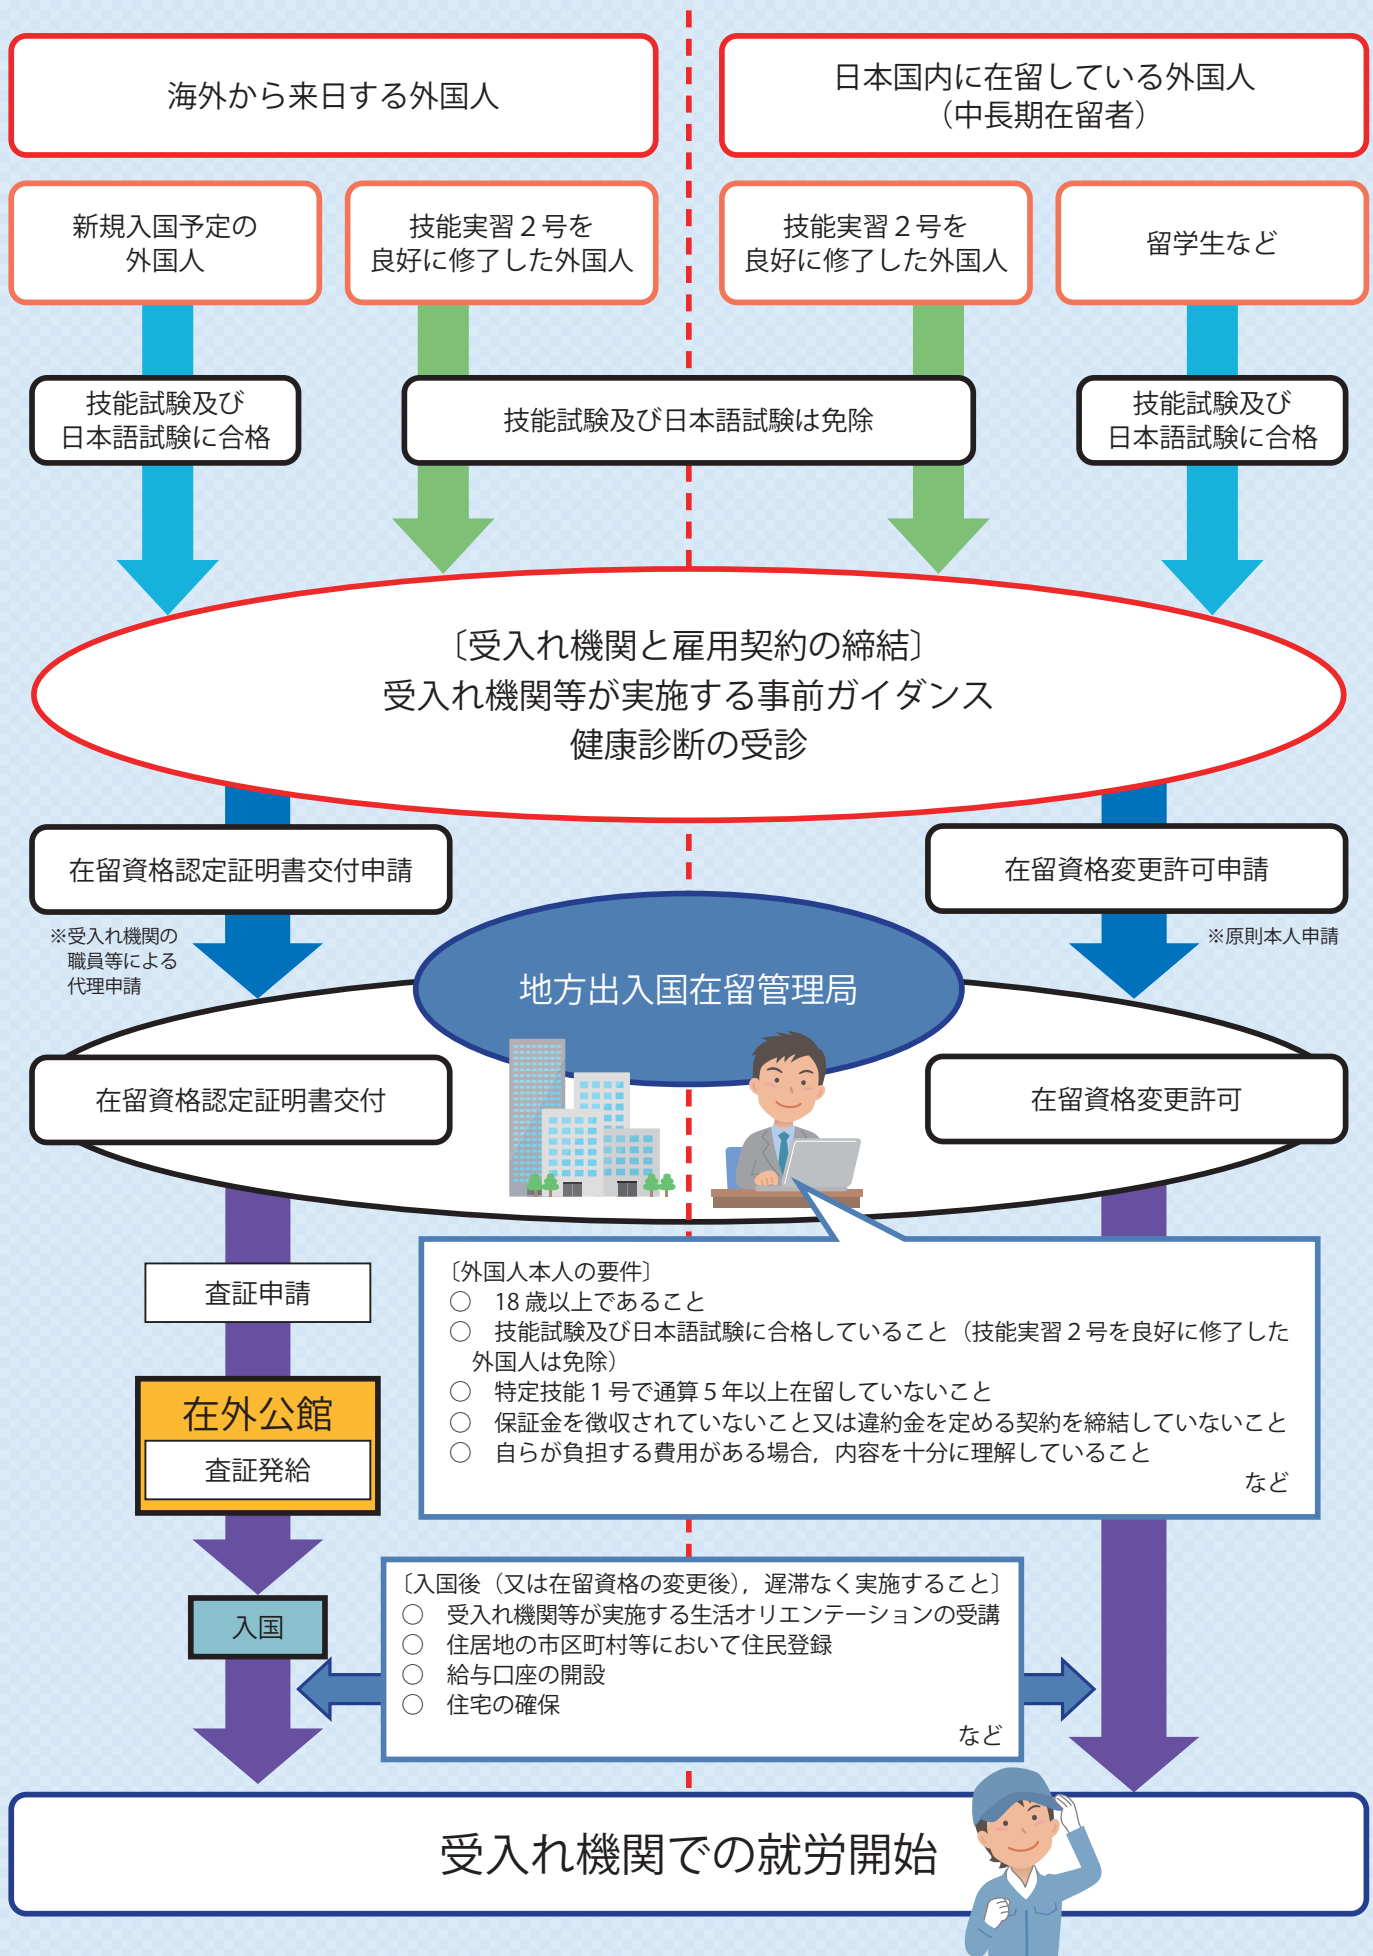 海外から来日する外国人
日本国内に在留している外国人
（中長期在留者）
新規入国予定の
外国人
技能実習２号を
良好に修了した外国人
技能実習２号を
良好に修了した外国人
留学生など
技能試験及び
日本語試験に合格
技能試験及び日本語試験は免除
技能試験及び
日本語試験に合格
〔受入れ機関と雇用契約の締結〕
受入れ機関等が実施する事前ガイダンス
健康診断の受診
在留資格認定証明書交付申請
在留資格変更許可申請
※受入れ機関の
職員等による
代理申請
※原則本人申請
地方出入国在留管理局
在留資格認定証明書交付
在留資格変更許可
査証申請
在外公館
査証発給
入国
〔外国人本人の要件〕
○　18 歳以上であること
○　技能試験及び日本語試験に合格していること（技能実習２号を良好に修了した
外国人は免除）
○　特定技能１号で通算５年以上在留していないこと
○　保証金を徴収されていないこと又は違約金を定める契約を締結していないこと
○　自らが負担する費用がある場合，内容を十分に理解していること
など
〔入国後（又は在留資格の変更後），遅滞なく実施すること〕
○　受入れ機関等が実施する生活オリエンテーションの受講
○　住居地の市区町村等において住民登録
○　給与口座の開設
○　住宅の確保
など
受入れ機関での就労開始